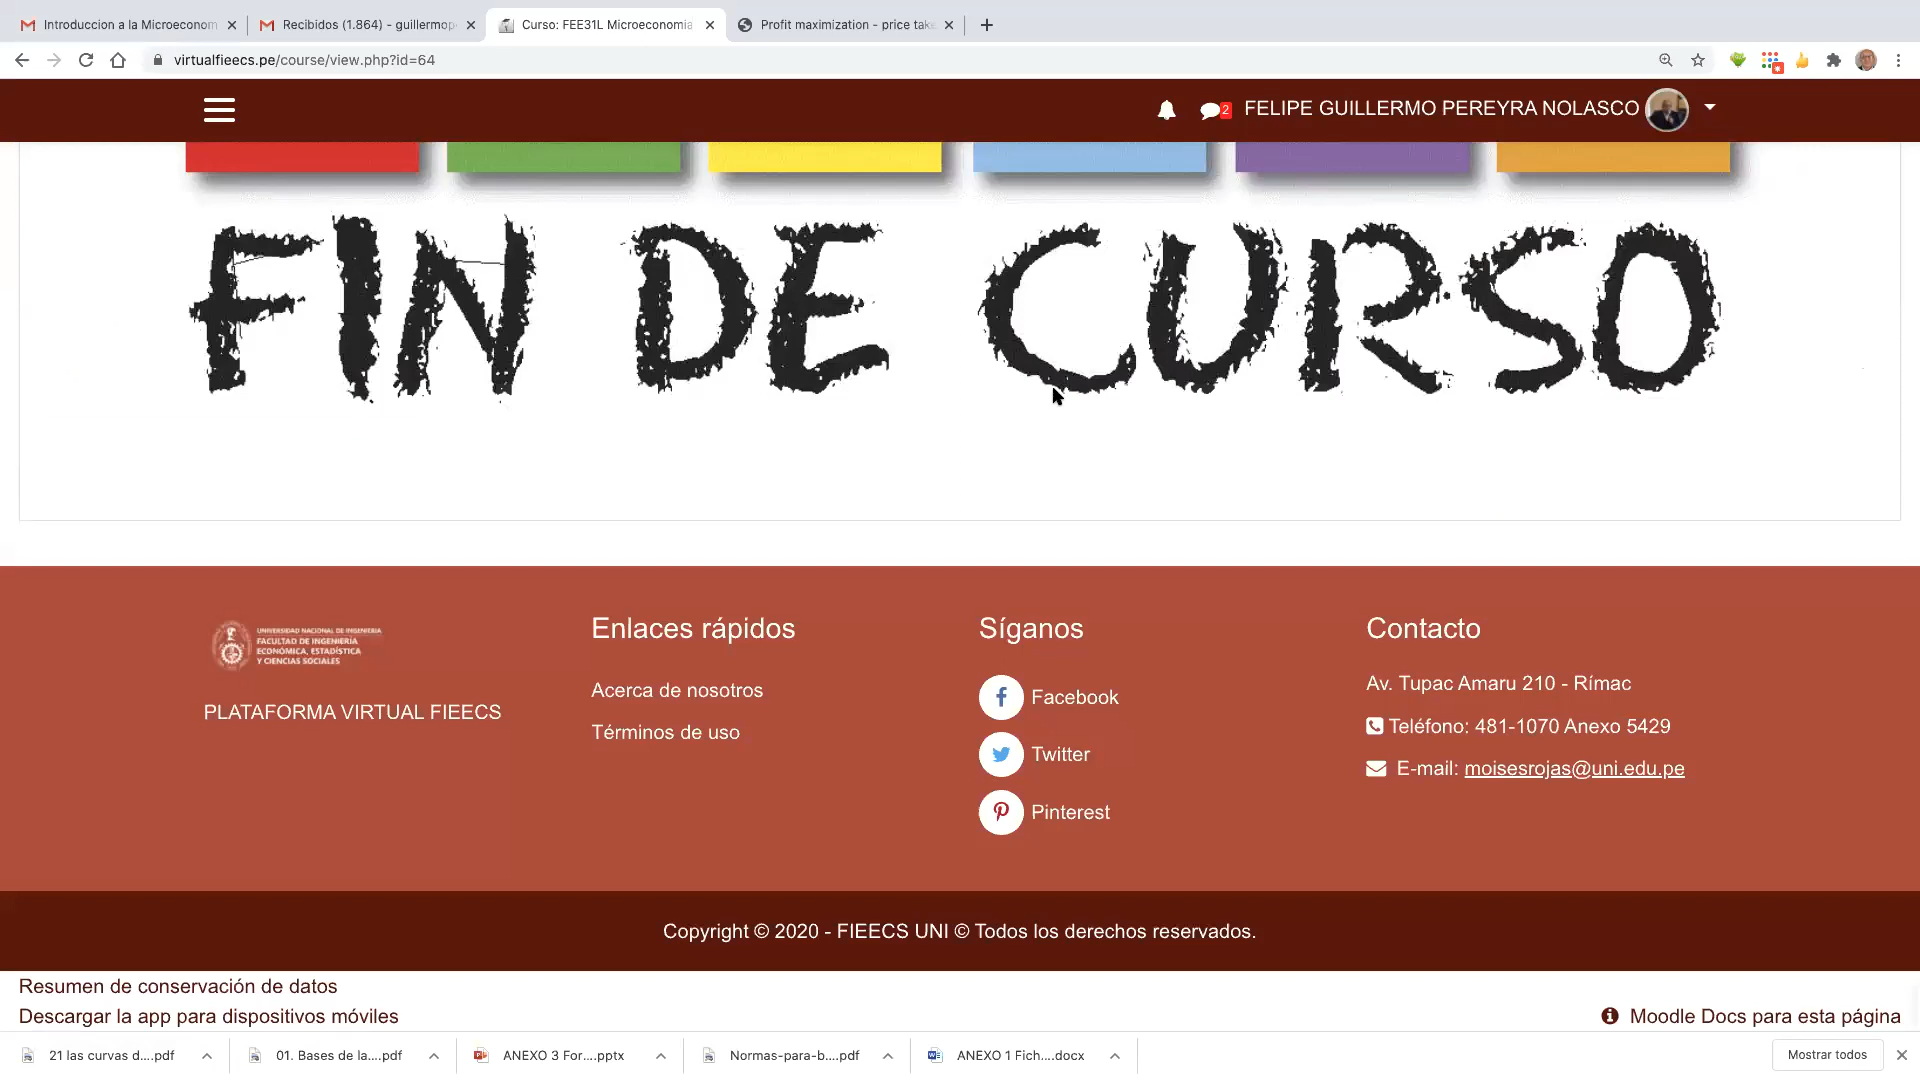 Introduccion a la Microeconom
Recibidos (1.864) - guillermop
Curso: FEE31L Microeconomia
Profit maximization - price take
virtualfieecs.pe/course/view.php?id=64
2
FELIPE GUILLERMO PEREYRA NOLASCO
FIN DE CURSO
UNIVERSIDAD NACIONAL DE INGENIERIA
FACULTAD DE INGENIERÍA
ECONÓMICA, ESTADÍSTICA
Y CIENCIAS SOCIALES
PLATAFORMA VIRTUAL FIEECS
Enlaces rápidos
Acerca de nosotros
Términos de uso
Síganos
Facebook
Twitter
Pinterest
Contacto
Av. Tupac Amaru 210 - Rímac
Teléfono: 481-1070 Anexo 5429
E-mail: moisesrojas@uni.edu.pe
Copyright © 2020 - FIEECS UNI © Todos los derechos reservados.
Resumen de conservación de datos
Descargar la app para dispositivos móviles
Moodle Docs para esta página
21 las curvas d....pdf
01. Bases de la....pdf
ANEXO 3 For....pptx
Normas-para-b....pdf
ANEXO 1 Fich....docx
Mostrar todos